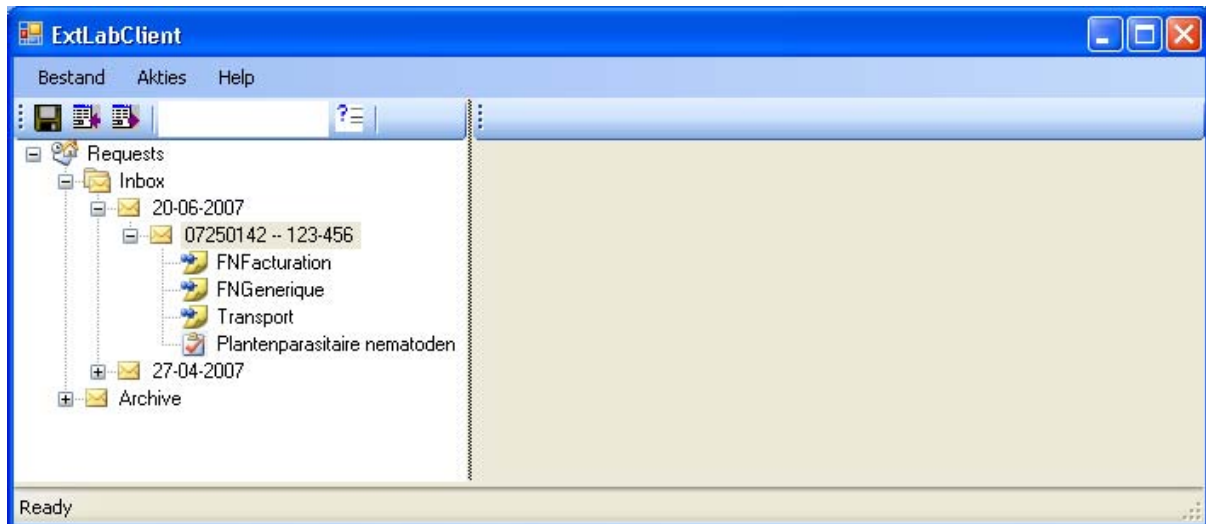 ExtLabClient
Bestand Akties Help
Requests
Inbox
20-06-2007
07250142 -- 123-456
FNFacturation
FNGenerique
Transport
Plantenparasitaire nematoden
27-04-2007
Archive
Ready